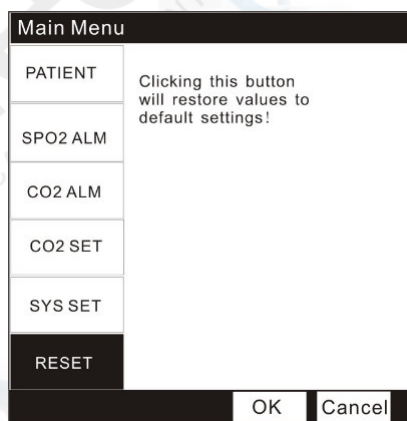 Main Menu
PATIENT
SPO2 ALM
CO2 ALM
CO2 SET
SYS SET
RESET
Clicking this button
will restore values to
default settings!
OK
Cancel